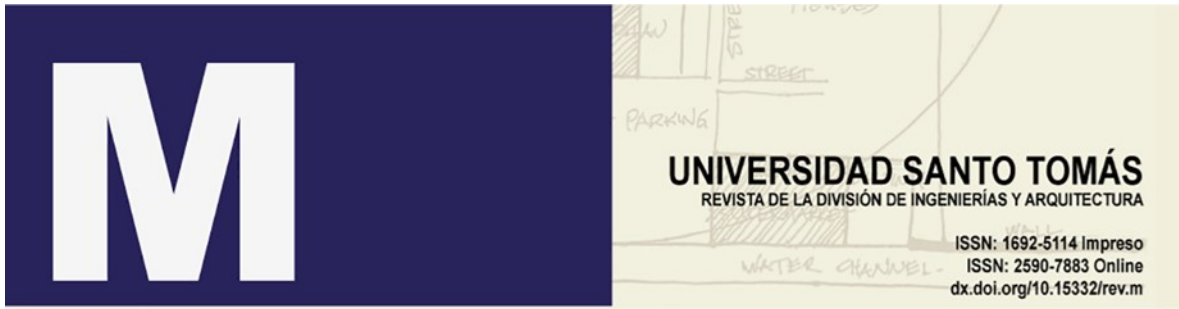 M
STREET
STREET
PARKING
UNIVERSIDAD SANTO TOMÁS
REVISTA DE LA DIVISIÓN DE INGENIERÍAS Y ARQUITECTURA
WALL
ISSN: 1692-5114 Impreso
WATER CHANNEL-
ISSN: 2590-7883 Online
dx.doi.org/10.15332/rev.m